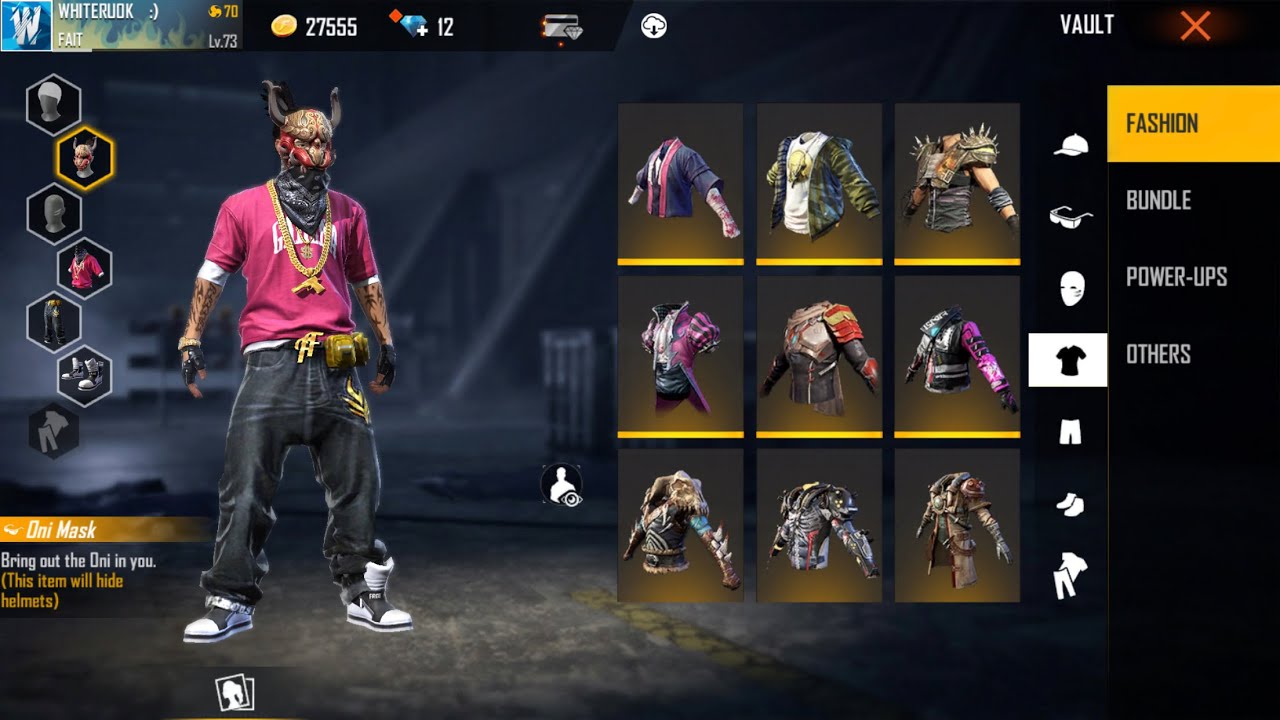 WHITERUOK :)
70
FAIT
Lv.73
27555
12
VAULT
FASHION
BUNDLE
POWER-UPS
OTHERS
Oni Mask
Bring out the Oni in you.
(This item will hide
helmets)